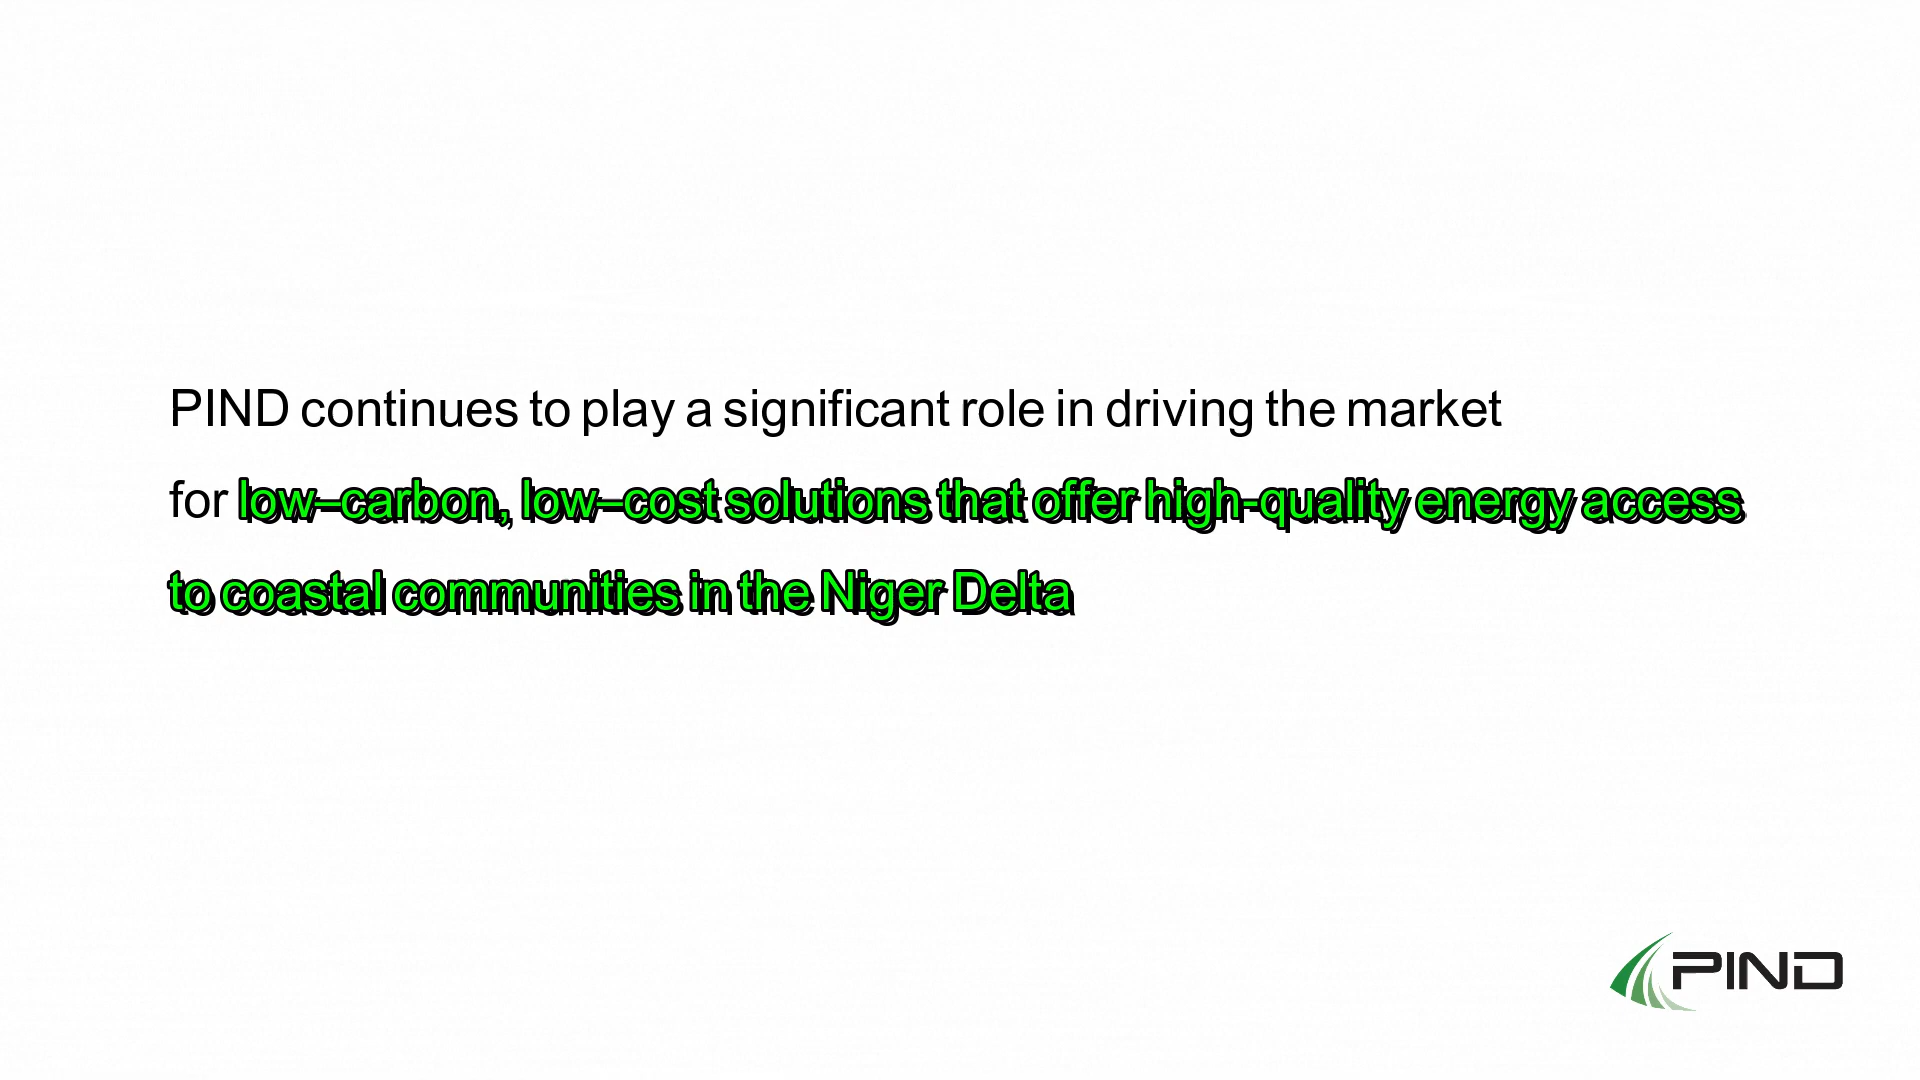 PIND continues to play a significant role in driving the market
for low–carbon, low–cost solutions that offer high-quality energy access
to coastal communities in the Niger Delta
PIND